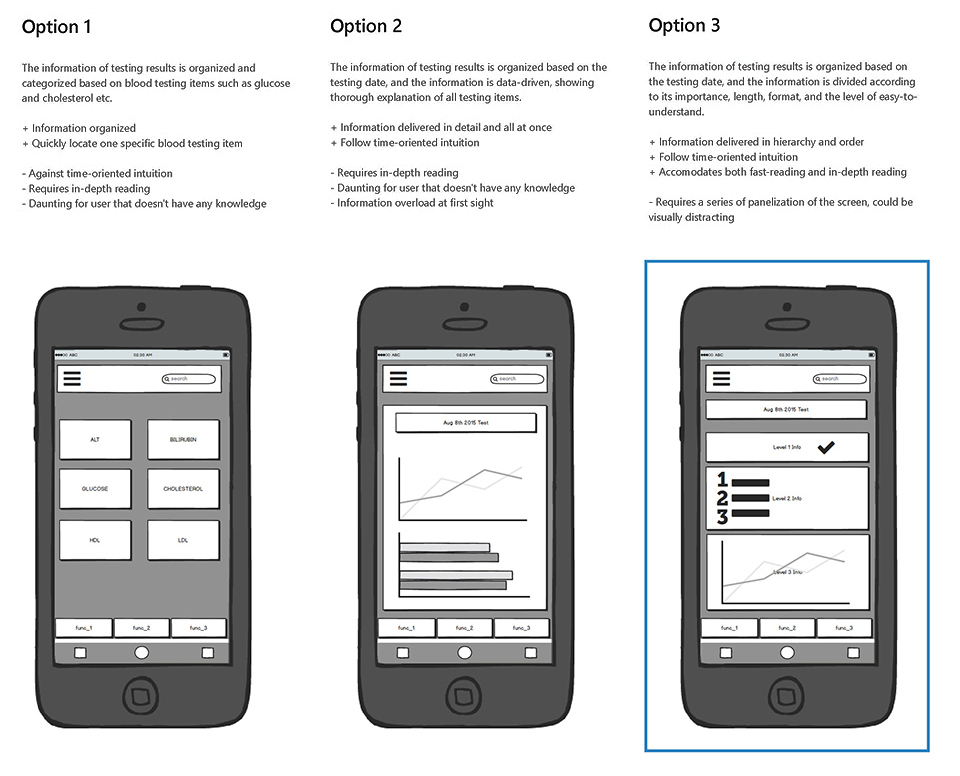 Option 1
The information of testing results is organized and
categorized based on blood testing items such as glucose
and cholesterol etc.
+ Information organized
+ Quickly locate one specific blood testing item
- Against time-oriented intuition
- Requires in-depth reading
- Daunting for user that doesn't have any knowledge
Option 2
The information of testing results is organized based on the
testing date, and the information is data-driven, showing
thorough explanation of all testing items.
+ Information delivered in detail and all at once
+ Follow time-oriented intuition
- Requires in-depth reading
- Daunting for user that doesn't have any knowledge
- Information overload at first sight
Option 3
The information of testing results is organized based on
the testing date, and the information is divided according
to its importance, length, format, and the level of easy-to-
understand.
+ Information delivered in hierarchy and order
+ Follow time-oriented intuition
+ Accomodates both fast-reading and in-depth reading
- Requires a series of panelization of the screen, could be
visually distracting
ABC 02:30 AM
search
ALT BILIRUBIN
GLUCOSE CHOLESTEROL
HDL LDL
func_1 func_2 func_3
ABC 02:30 AM
search
Aug 8th 2015 Test
func_1 func_2 func_3
ABC 02:30 AM
search
Aug 8th 2015 Test
Level 1 Info
1
2 Level 2 Info
3
Level 3 Info
func_1 func_2 func_3